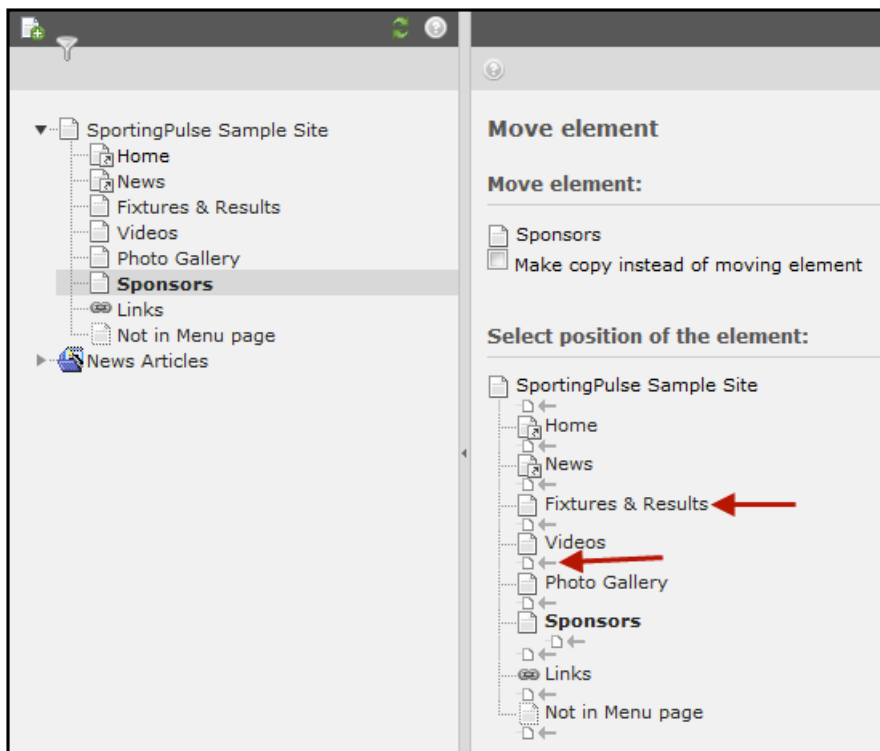 SportingPulse Sample Site
Home
News
Fixtures & Results
Videos
Photo Gallery
Sponsors
Links
Not in Menu page
News Articles
Move element
Move element:
Sponsors
Make copy instead of moving element
Select position of the element:
SportingPulse Sample Site
Home
News
Fixtures & Results
Videos
Photo Gallery
Sponsors
Links
Not in Menu page